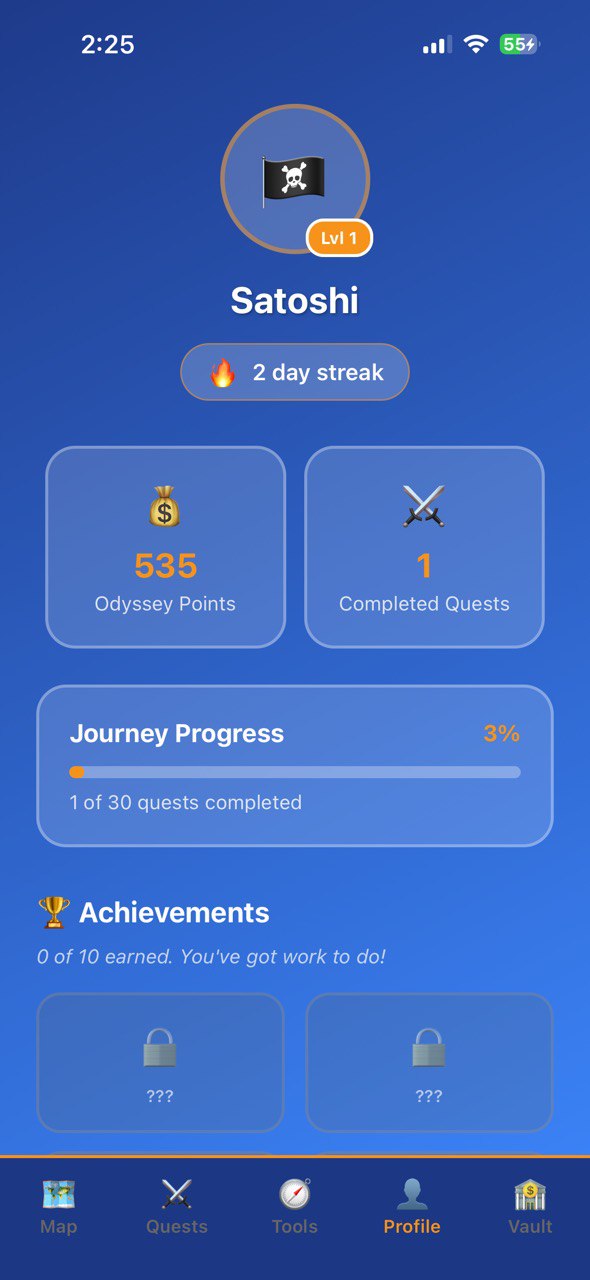 2:25
55
Lvl 1
Satoshi
2 day streak
535
1
Odyssey Points
Completed Quests
Journey Progress
3%
1 of 30 quests completed
Achievements
0 of 10 earned. You've got work to do!
???
???
Map
Quests
Tools
Profile
Vault